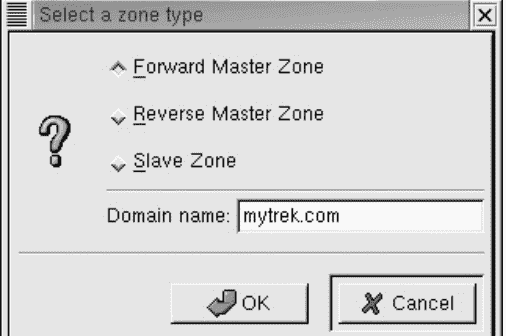 Select a zone type
Forward Master Zone
Reverse Master Zone
Slave Zone
Domain name: mytrek.com
OK Cancel